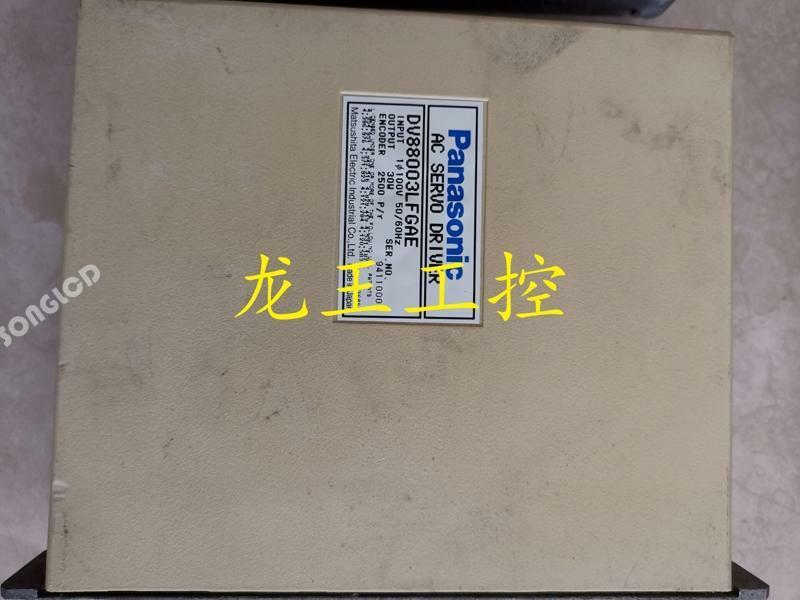 Panasonic
AC SERVO DRIVER
DV88003LFGAE
INPUT 1φ100V 50/60Hz
OUTPUT 30W
ENCODER 2500 P/r
SER.NO.
9411000
Matsushita Electric Industrial Co., Ltd.
龙王工控
SONGLCD